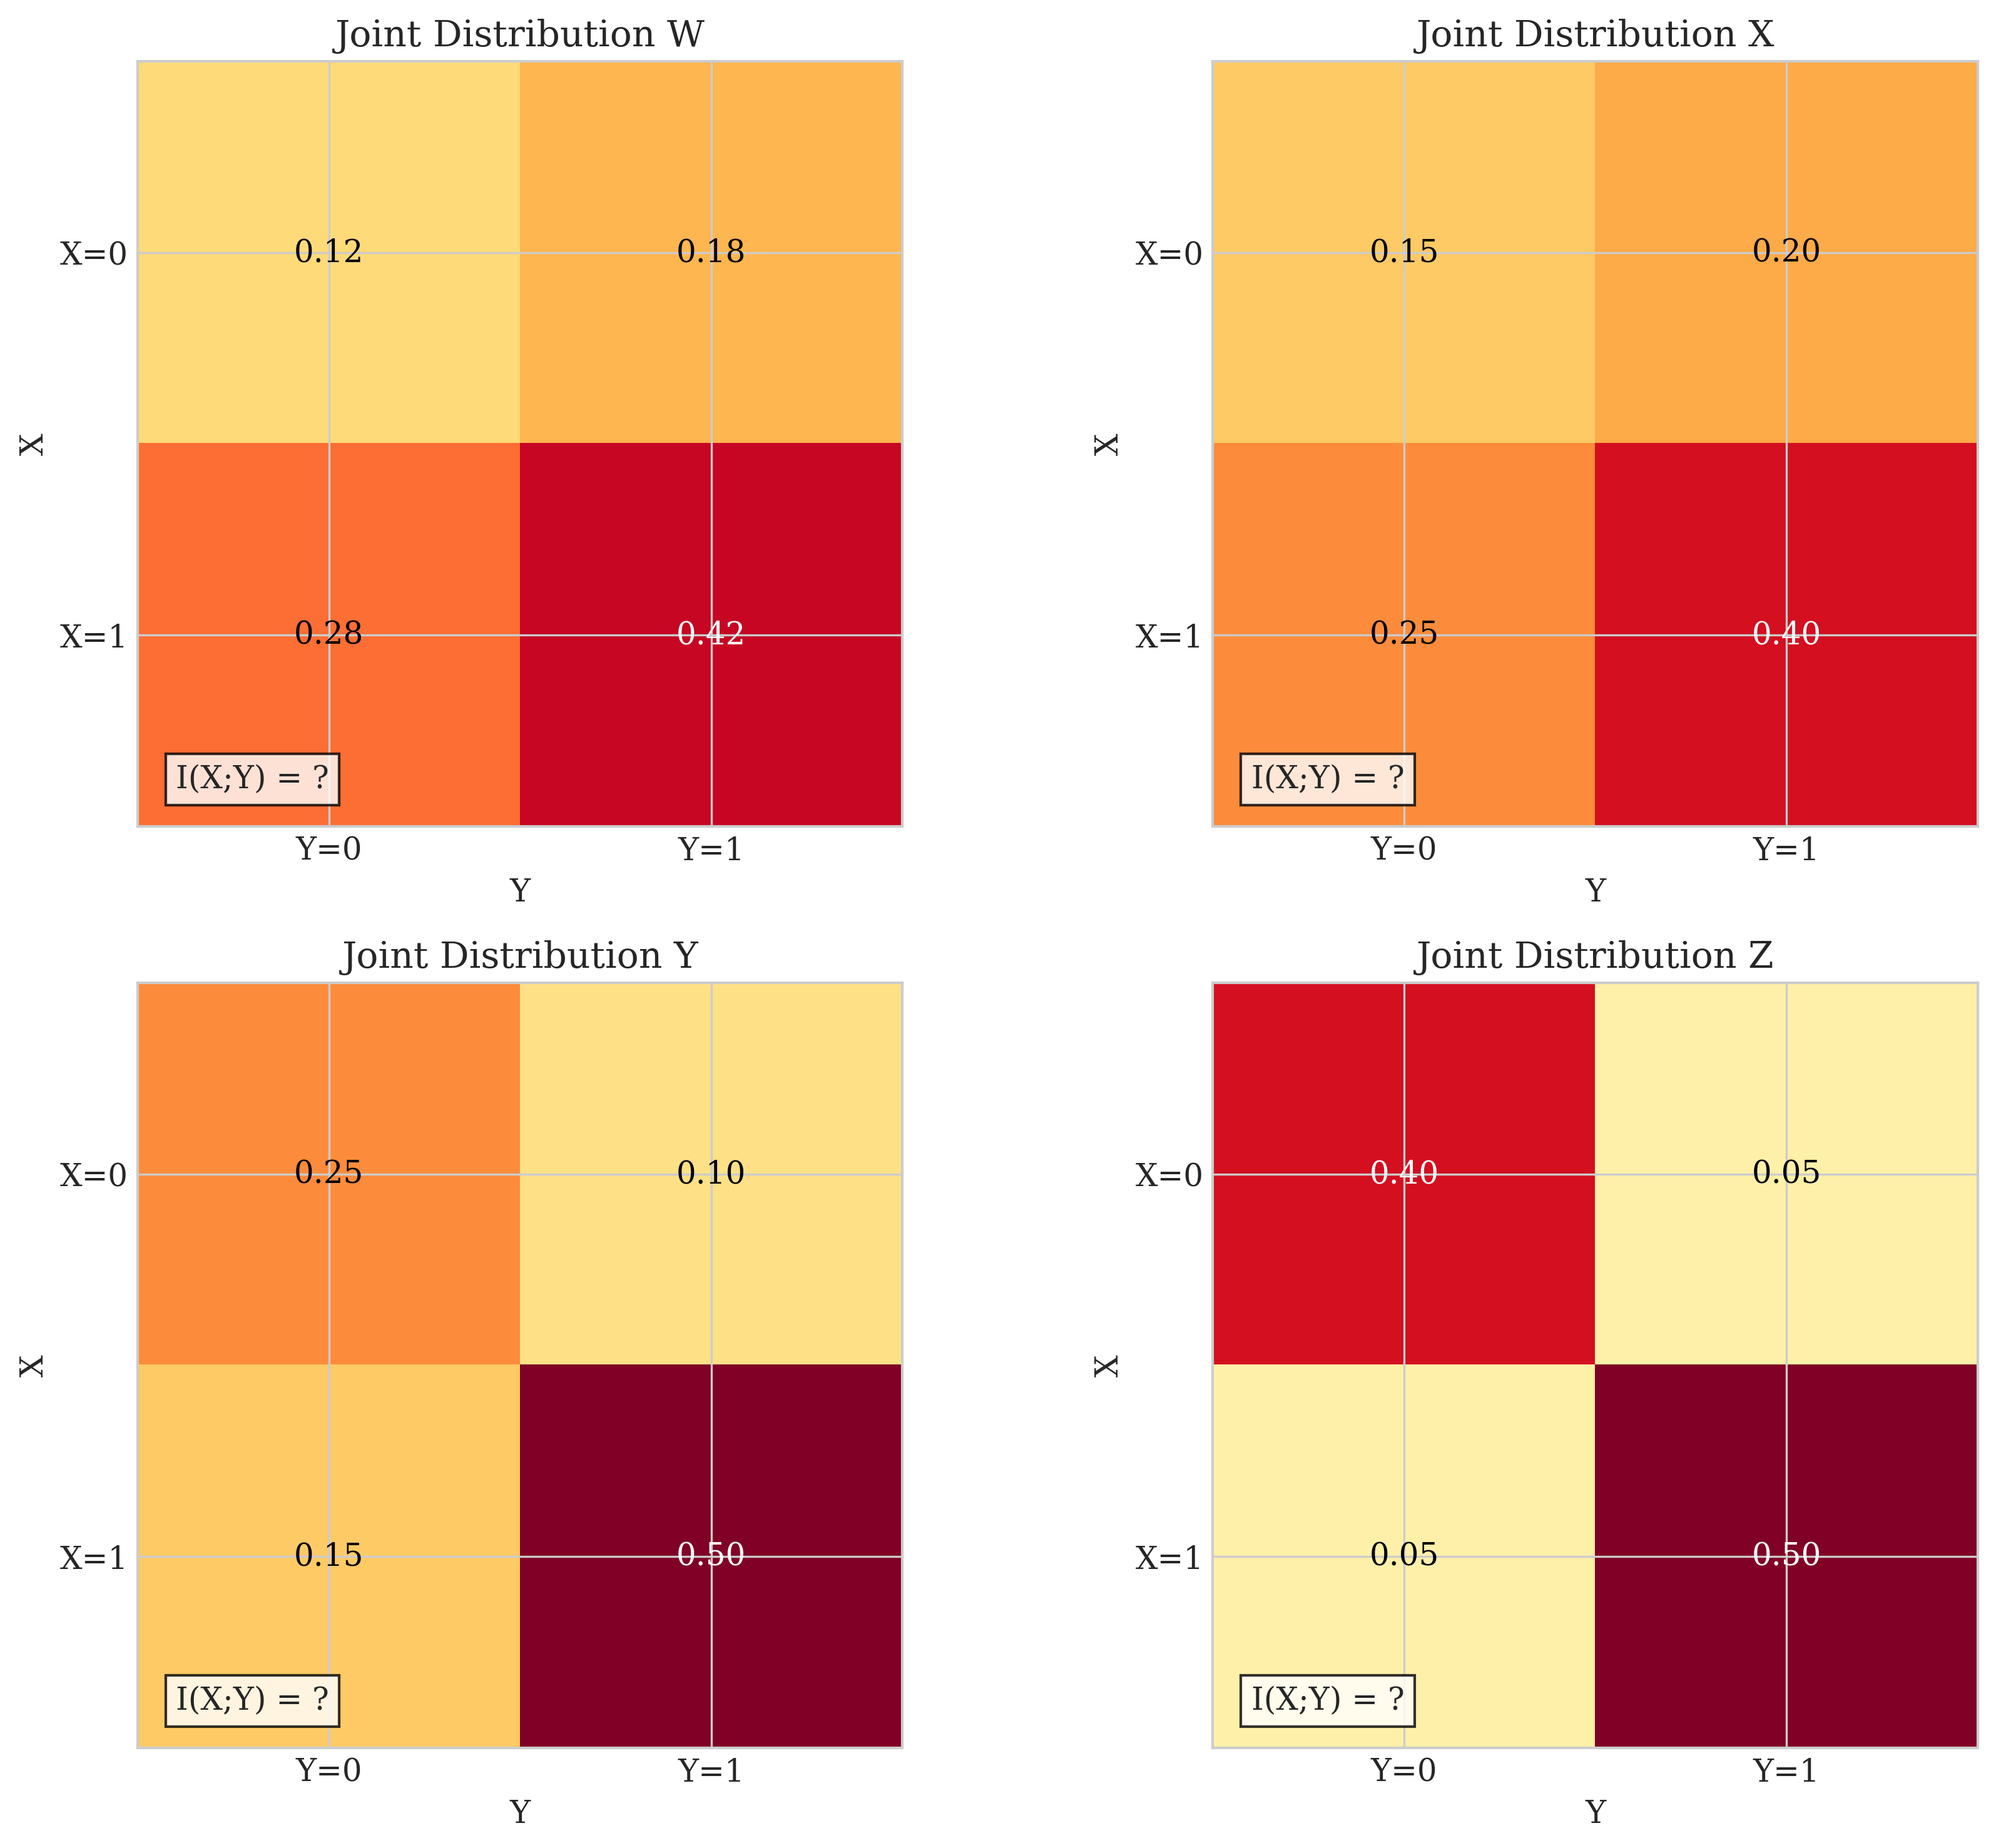 Joint Distribution W
X
X=0
0.12
0.18
X=1
0.28
0.42
I(X;Y) = ?
Y=0
Y=1
Y
Joint Distribution X
X
X=0
0.15
0.20
X=1
0.25
0.40
I(X;Y) = ?
Y=0
Y=1
Y
Joint Distribution Y
X
X=0
0.25
0.10
X=1
0.15
0.50
I(X;Y) = ?
Y=0
Y=1
Y
Joint Distribution Z
X
X=0
0.40
0.05
X=1
0.05
0.50
I(X;Y) = ?
Y=0
Y=1
Y